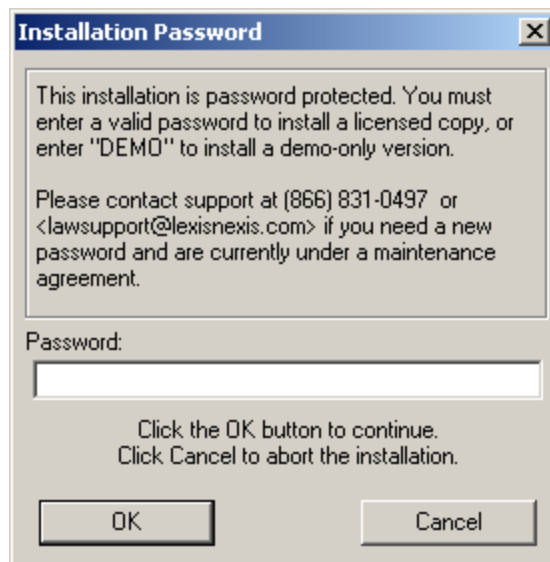 Installation Password
This installation is password protected. You must
enter a valid password to install a licensed copy, or
enter "DEMO" to install a demo-only version.
Please contact support at (866) 831-0497  or
<lawsupport@lexisnexis.com> if you need a new
password and are currently under a maintenance
agreement.
Password:
Click the OK button to continue.
Click Cancel to abort the installation.
OK
Cancel